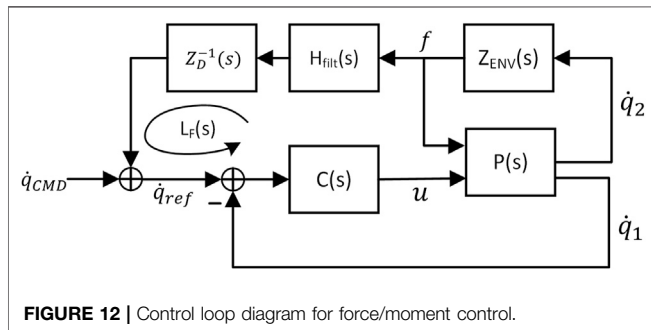 f
Z_D^{-1}(s)
H_filt(s)
Z_ENV(s)
q̇_2
L_F(s)
P(s)
q̇_CMD
q̇_ref
−
C(s)
u
q̇_1
FIGURE 12 | Control loop diagram for force/moment control.